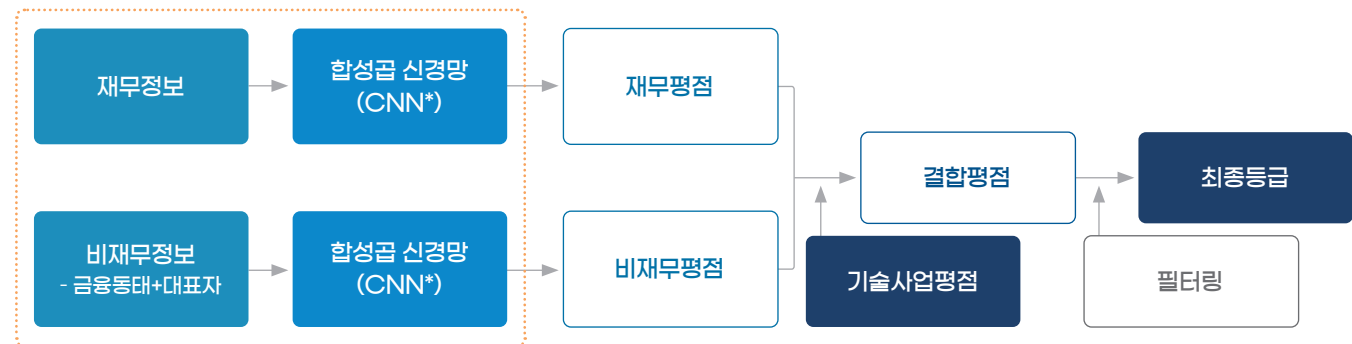 재무정보
합성곱 신경망
(CNN*)
재무평점
결합평점
최종등급
비재무정보
- 금융동태+대표자
합성곱 신경망
(CNN*)
비재무평점
기술사업평점
필터링